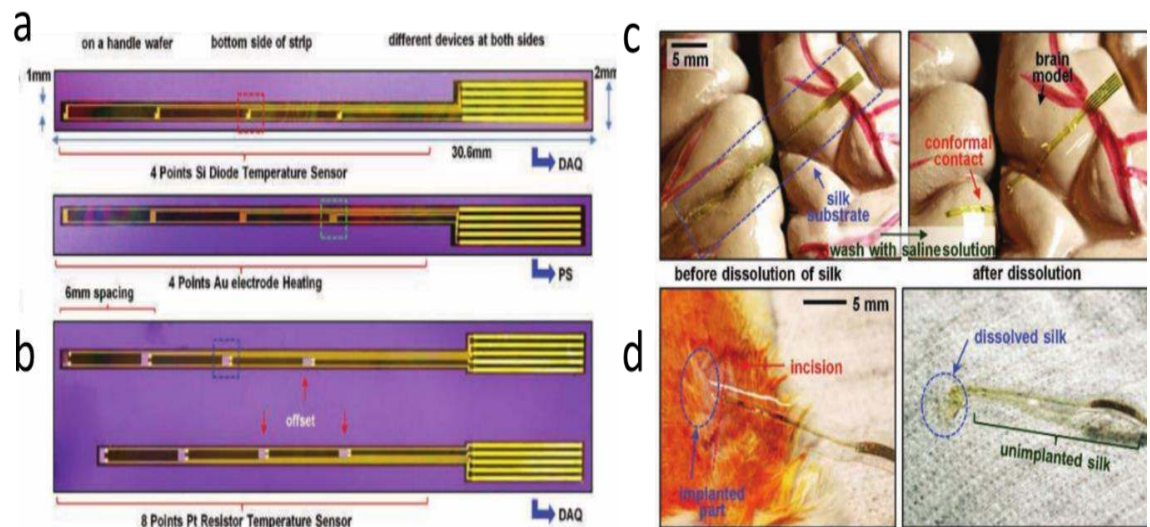 a
on a handle wafer
bottom side of strip
different devices at both sides
1mm
2mm
30.6mm
4 Points Si Diode Temperature Sensor
DAQ
4 Points Au electrode Heating
PS
6mm spacing
b
offset
8 Points Pt Resistor Temperature Sensor
DAQ
c
5 mm
brain
model
conformal
contact
silk
substrate
wash with saline solution
before dissolution of silk
after dissolution
d
5 mm
incision
implanted
part
dissolved silk
unimplanted silk